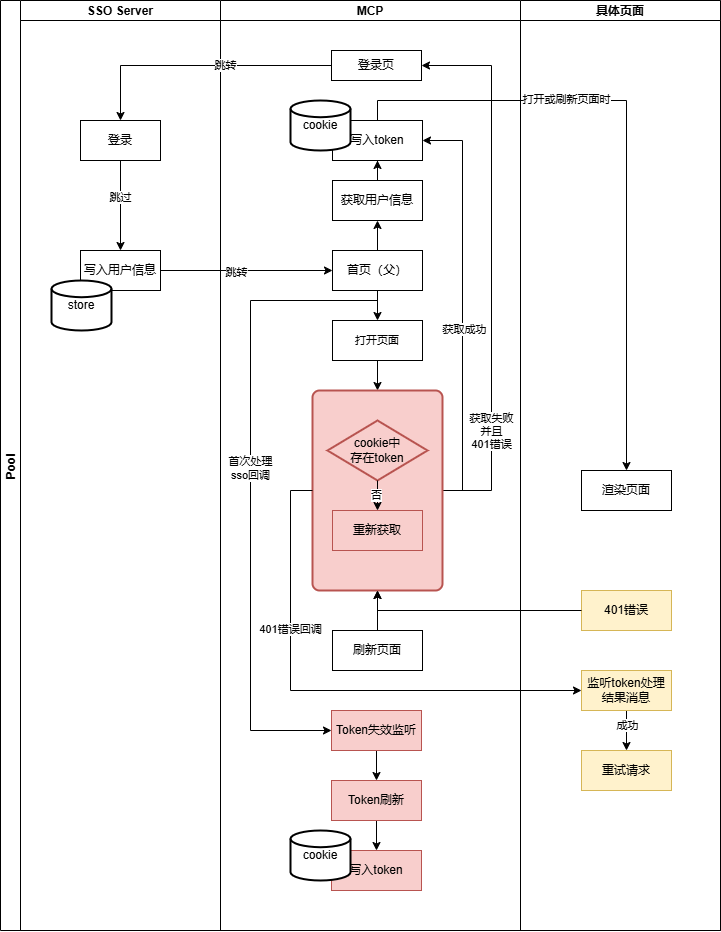 SSO Server
MCP
具体页面
Pool
登录页
跳转
cookie
写入token
打开或刷新页面时
登录
跳过
获取用户信息
写入用户信息
store
跳转
首页（父）
获取成功
打开页面
获取失败
并且
401错误
首次处理
sso回调
cookie中
存在token
否
重新获取
渲染页面
401错误
401错误回调
刷新页面
监听token处理
结果消息
成功
重试请求
Token失效监听
Token刷新
cookie
写入token